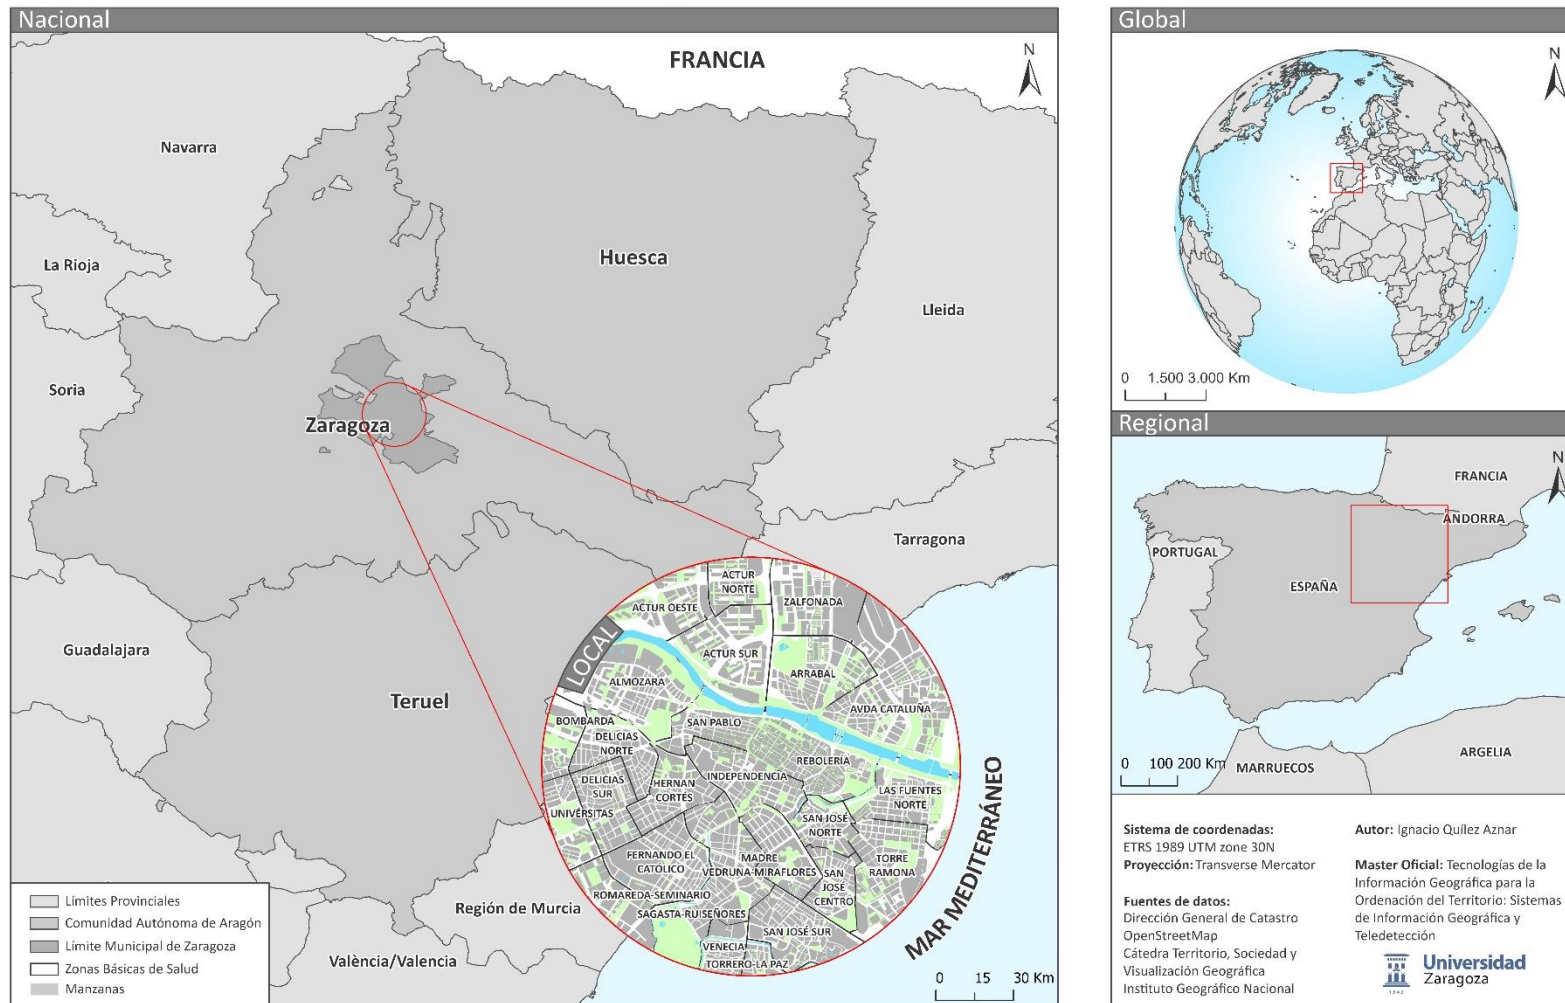 Nacional
FRANCIA
N
Navarra
La Rioja
Huesca
Lleida
Soria
Zaragoza
Tarragona
Guadalajara
Teruel
Región de Murcia
València/Valencia
MAR MEDITERRÁNEO
LOCAL
ACTUR
NORTE
ACTUR OESTE
ZALFONADA
ACTUR SUR
ARRABAL
ALMOZARA
AVDA CATALUÑA
BOMBARDA
SAN PABLO
DELICIAS
NORTE
REBOLERÍA
INDEPENDENCIA
DELICIAS
SUR
HERNAN
CORTÉS
LAS FUENTES
NORTE
UNIVÉRSITAS
SAN JOSÉ
NORTE
FERNANDO EL
CATÓLICO
MADRE
VEDRUNA-MIRAFLORES
TORRE
RAMONA
SAN
JOSÉ
CENTRO
ROMAREDA-SEMINARIO
SAGASTA-RUISEÑORES
SAN JOSÉ SUR
VENECIA
TORRERO-LA PAZ
0 15 30 Km
Límites Provinciales
Comunidad Autónoma de Aragón
Límite Municipal de Zaragoza
Zonas Básicas de Salud
Manzanas
Global
N
0 1.500 3.000 Km
Regional
N
FRANCIA
ANDORRA
PORTUGAL
ESPAÑA
ARGELIA
MARRUECOS
0 100 200 Km
Sistema de coordenadas:
ETRS 1989 UTM zone 30N
Proyección: Transverse Mercator
Fuentes de datos:
Dirección General de Catastro
OpenStreetMap
Cátedra Territorio, Sociedad y
Visualización Geográfica
Instituto Geográfico Nacional
Autor: Ignacio Quílez Aznar
Master Oficial: Tecnologías de la
Información Geográfica para la
Ordenación del Territorio: Sistemas
de Información Geográfica y
Teledetección
Universidad
Zaragoza
1542